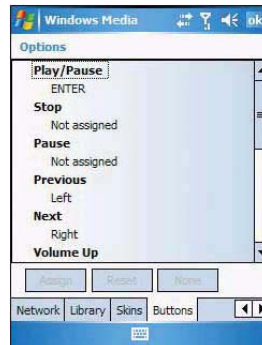 Windows Media
ok
Options
Play/Pause
ENTER
Stop
Not assigned
Pause
Not assigned
Previous
Left
Next
Right
Volume Up
Assign Reset None
Network Library Skins Buttons